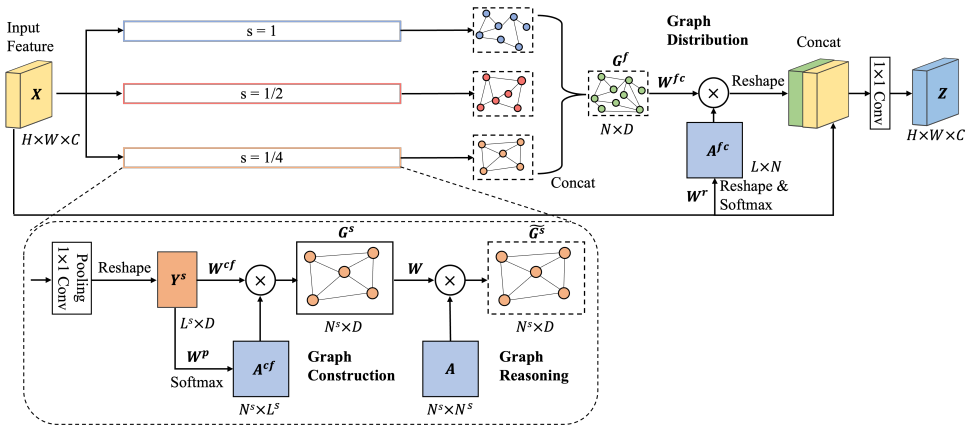 Input
Feature
X
H×W×C
s = 1
s = 1/2
s = 1/4
Concat
G^f
N×D
W^{fc}
Graph
Distribution
×
Reshape
A^{fc}
L×N
W^r
Reshape &
Softmax
Concat
1×1 Conv
Z
H×W×C
Pooling
1×1 Conv
Reshape
Y^s
L^s×D
W^{cf}
×
W^p
Softmax
A^{cf}
N^s×L^s
Graph
Construction
G^s
N^s×D
W
×
A
N^s×N^s
Graph
Reasoning
\widetilde{G^s}
N^s×D